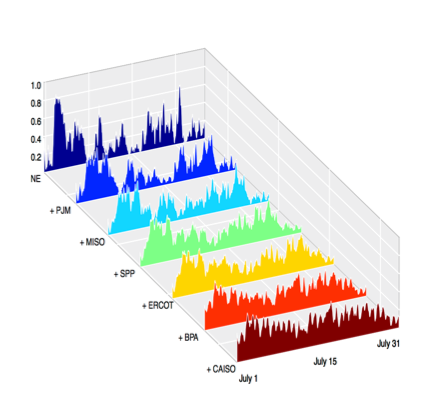 1.0
0.8
0.6
0.4
0.2
NE
+ PJM
+ MISO
+ SPP
+ ERCOT
+ BPA
+ CAISO
July 1
July 15
July 31